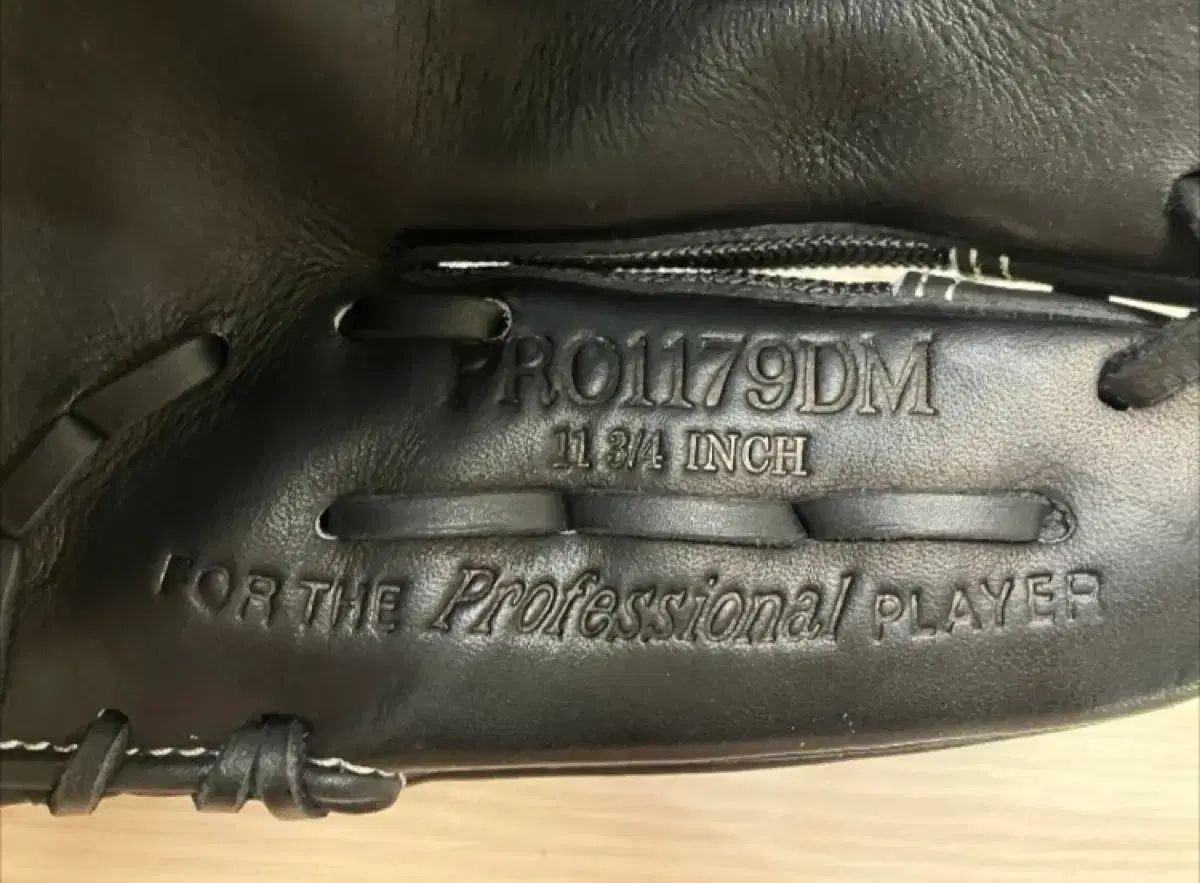 PRO1179DM
11 3/4 INCH
FOR THE Professional PLAYER